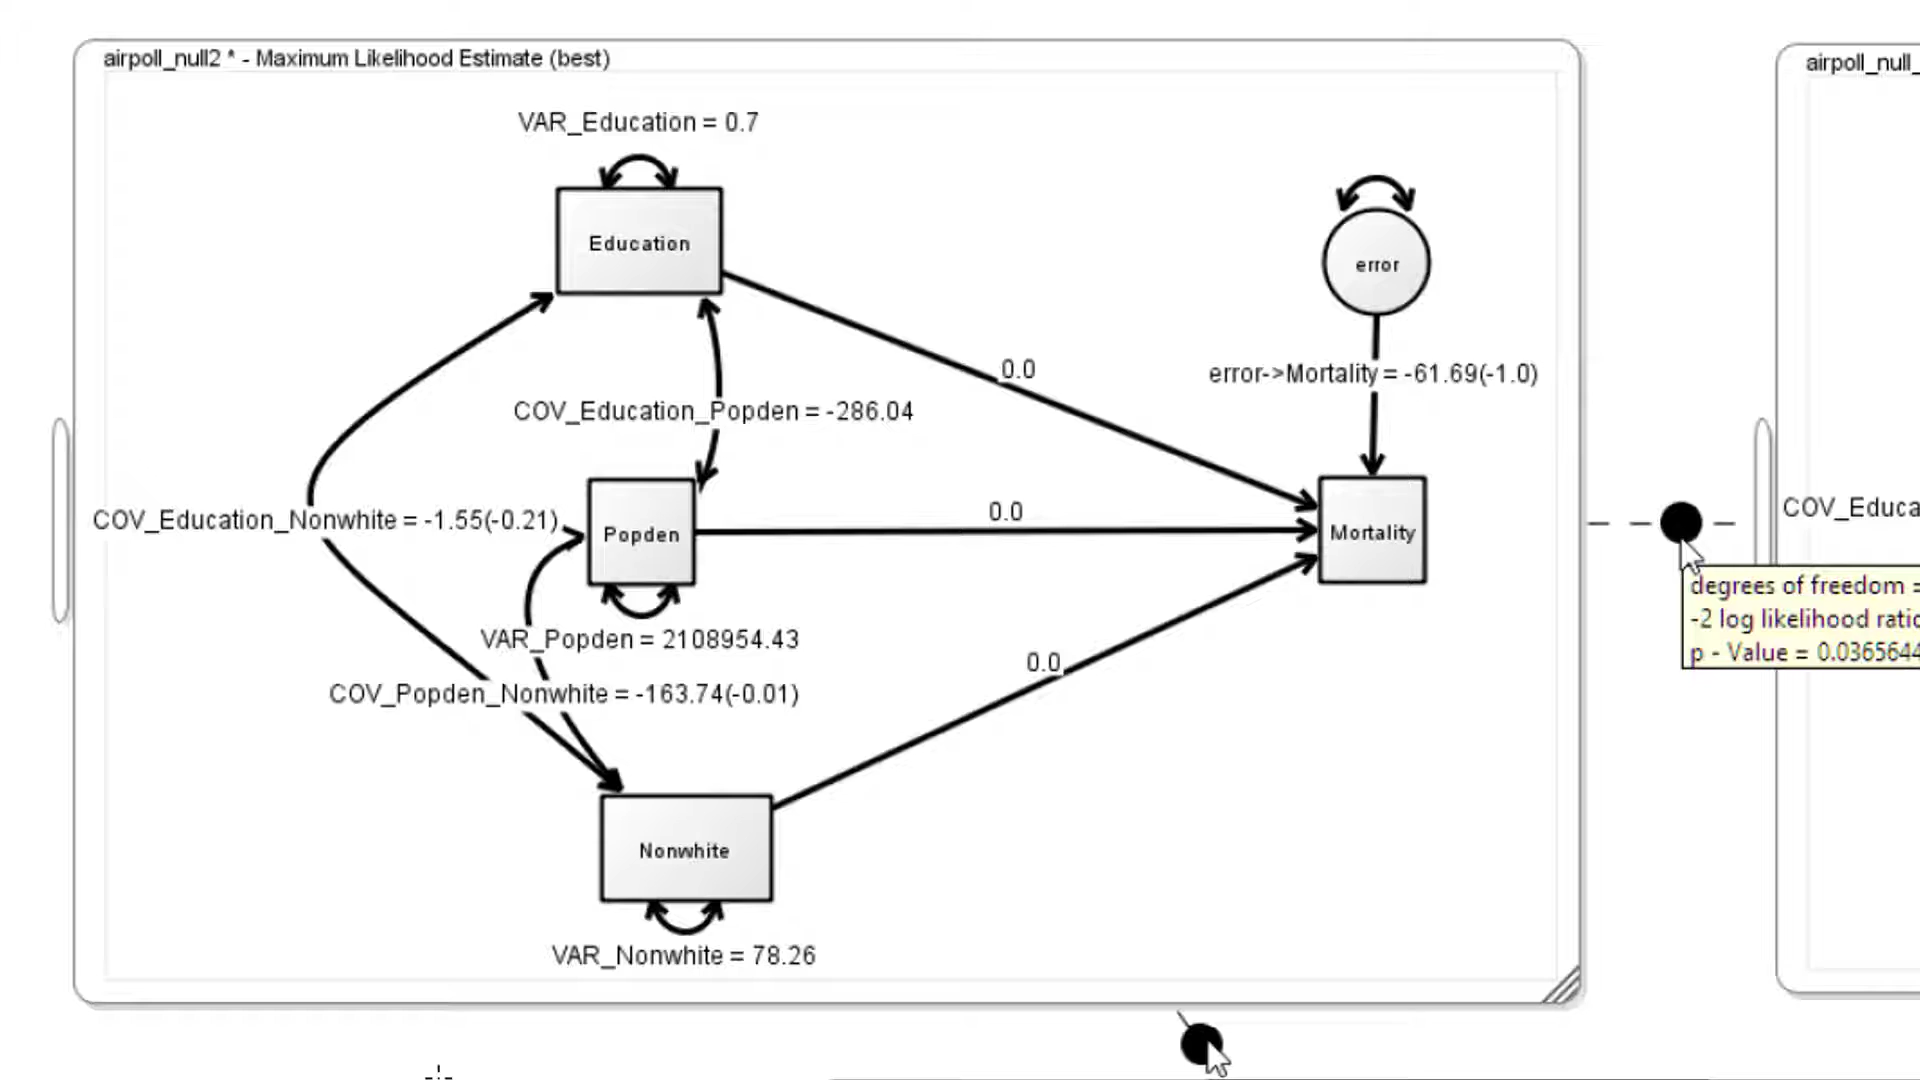 airpoll_null2 * - Maximum Likelihood Estimate (best)
airpoll_null_
VAR_Education = 0.7
Education
error
0.0
error->Mortality = -61.69(-1.0)
COV_Education_Popden = -286.04
COV_Education_Nonwhite = -1.55(-0.21)
Popden
0.0
Mortality
COV_Educa
degrees of freedom =
-2 log likelihood ratio
p - Value = 0.0365644
VAR_Popden = 2108954.43
0.0
COV_Popden_Nonwhite = -163.74(-0.01)
Nonwhite
VAR_Nonwhite = 78.26